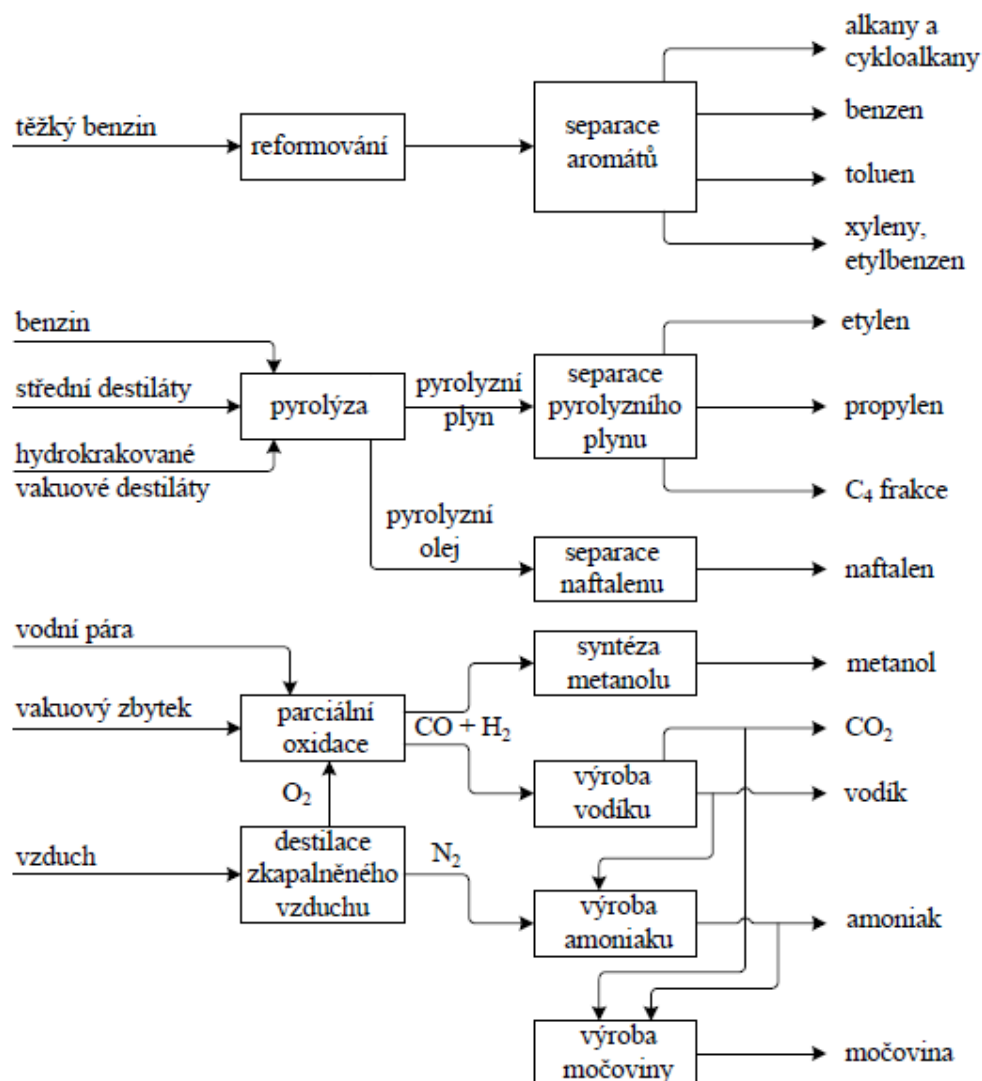 alkany a
cykloalkany
těžký benzin
reformování
separace
aromátů
benzen
toluen
xyleny,
etylbenzen
benzin
střední destiláty
hydrokrakované
vakuové destiláty
pyrolýza
pyrolyzní
plyn
separace
pyrolyzního
plynu
etylen
propylen
C₄ frakce
pyrolyzní
olej
separace
naftalenu
naftalen
vodní pára
vakuový zbytek
parciální
oxidace
CO + H₂
syntéza
metanolu
metanol
CO₂
výroba
vodíku
vodík
O₂
vzduch
destilace
zkapalněného
vzduchu
N₂
výroba
amoniaku
amoniak
výroba
močoviny
močovina